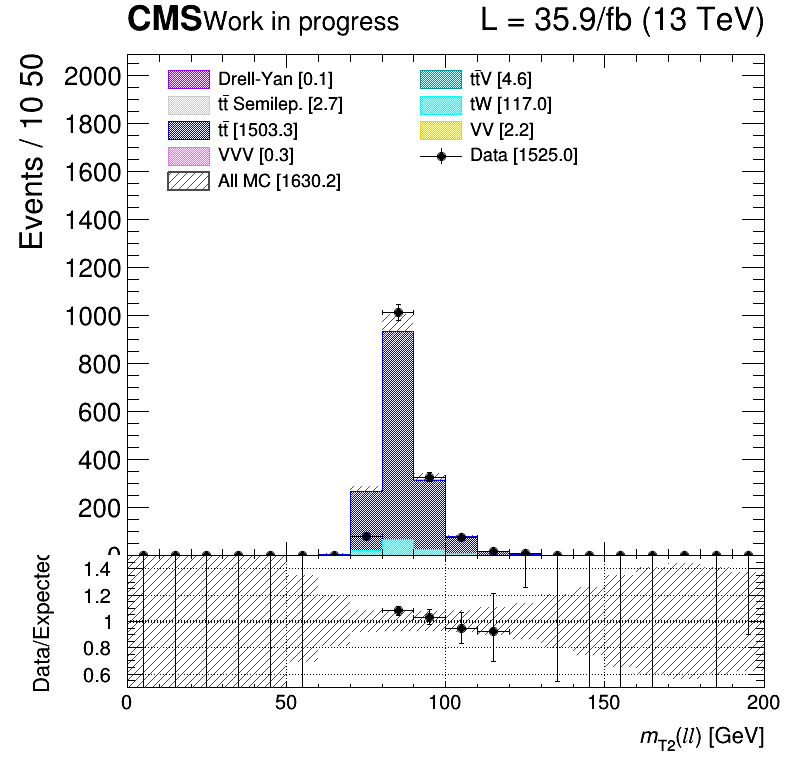 CMS Work in progress L = 35.9/fb (13 TeV)
Events / 10 50
2000
1800
1600
1400
1200
1000
800
600
400
200
0
Drell-Yan [0.1]
tt̄ Semilep. [2.7]
tt̄ [1503.3]
VVV [0.3]
All MC [1630.2]
tt̄V [4.6]
tW [117.0]
VV [2.2]
Data [1525.0]
Data/Expected
1.4
1.2
1
0.8
0.6
0 50 100 150 200
m_T2(ll) [GeV]